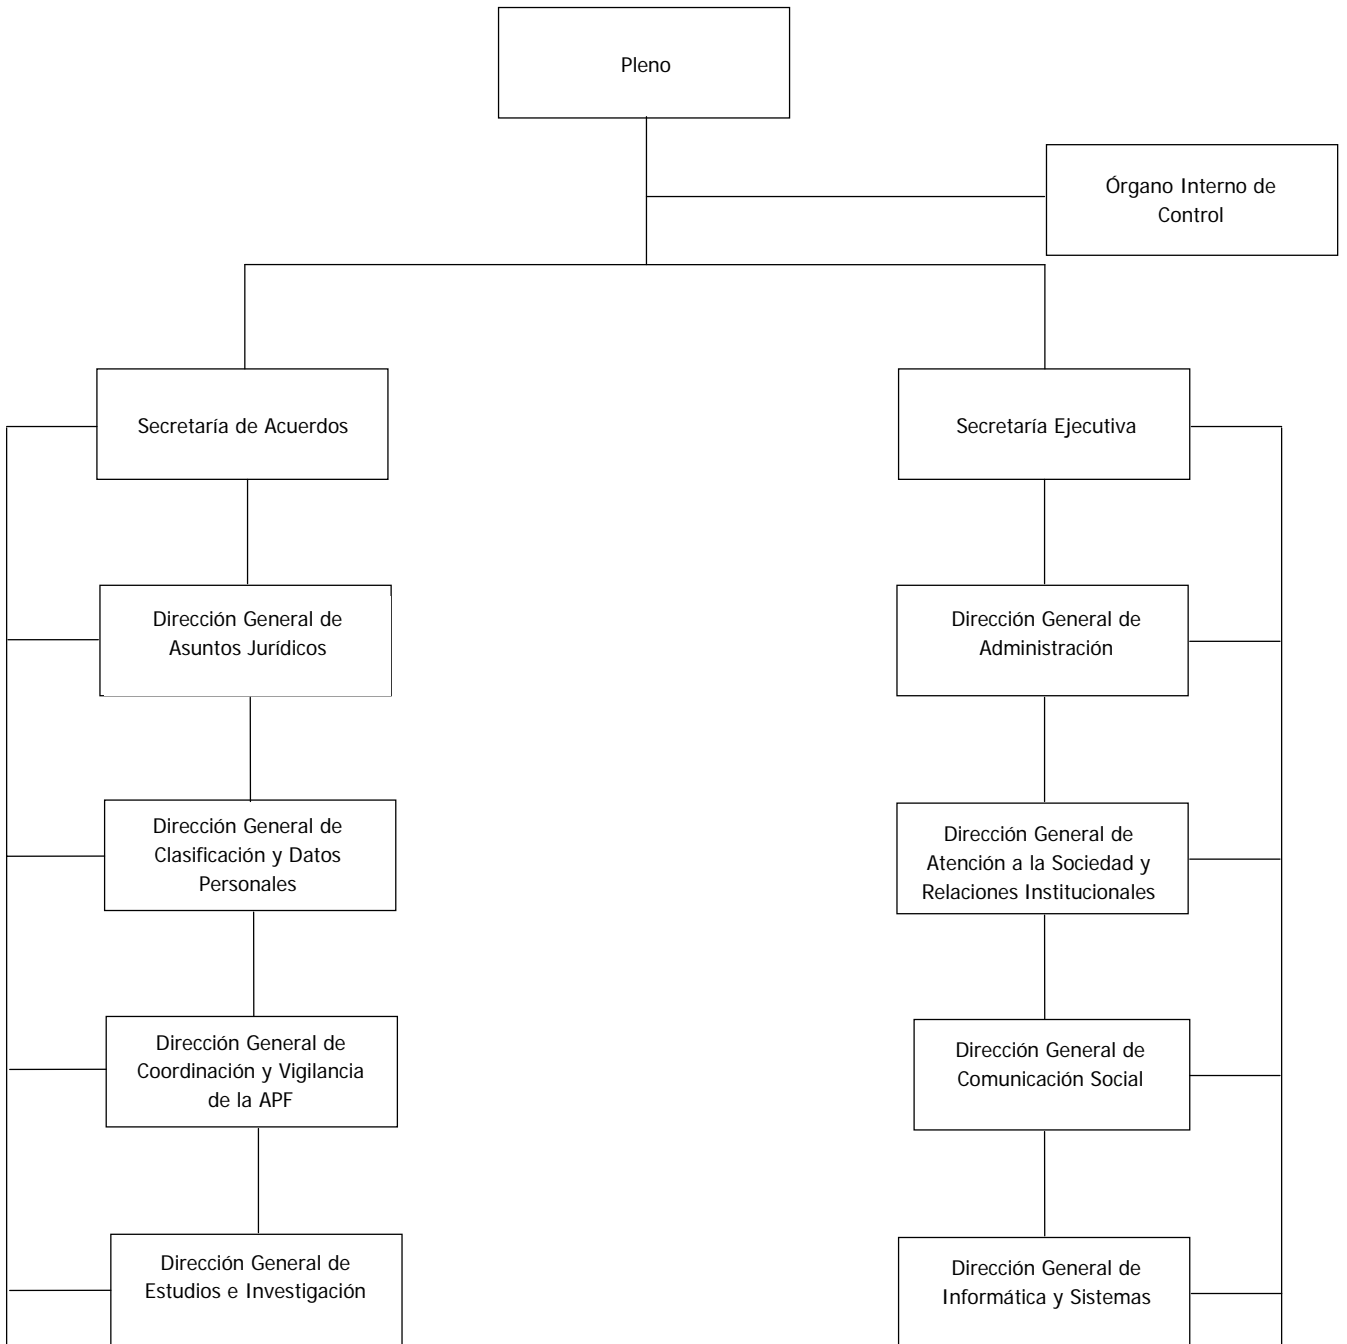 Pleno
Órgano Interno de
Control
Secretaría de Acuerdos
Secretaría Ejecutiva
Dirección General de
Asuntos Jurídicos
Dirección General de
Administración
Dirección General de
Clasificación y Datos
Personales
Dirección General de
Atención a la Sociedad y
Relaciones Institucionales
Dirección General de
Coordinación y Vigilancia
de la APF
Dirección General de
Comunicación Social
Dirección General de
Estudios e Investigación
Dirección General de
Informática y Sistemas